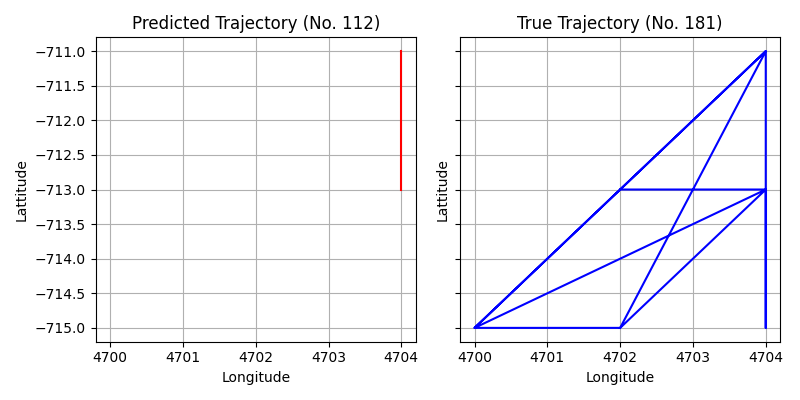 Predicted Trajectory (No. 112)
True Trajectory (No. 181)
Lattitude
−711.0
−711.5
−712.0
−712.5
−713.0
−713.5
−714.0
−714.5
−715.0
4700 4701 4702 4703 4704
Longitude
Lattitude
4700 4701 4702 4703 4704
Longitude